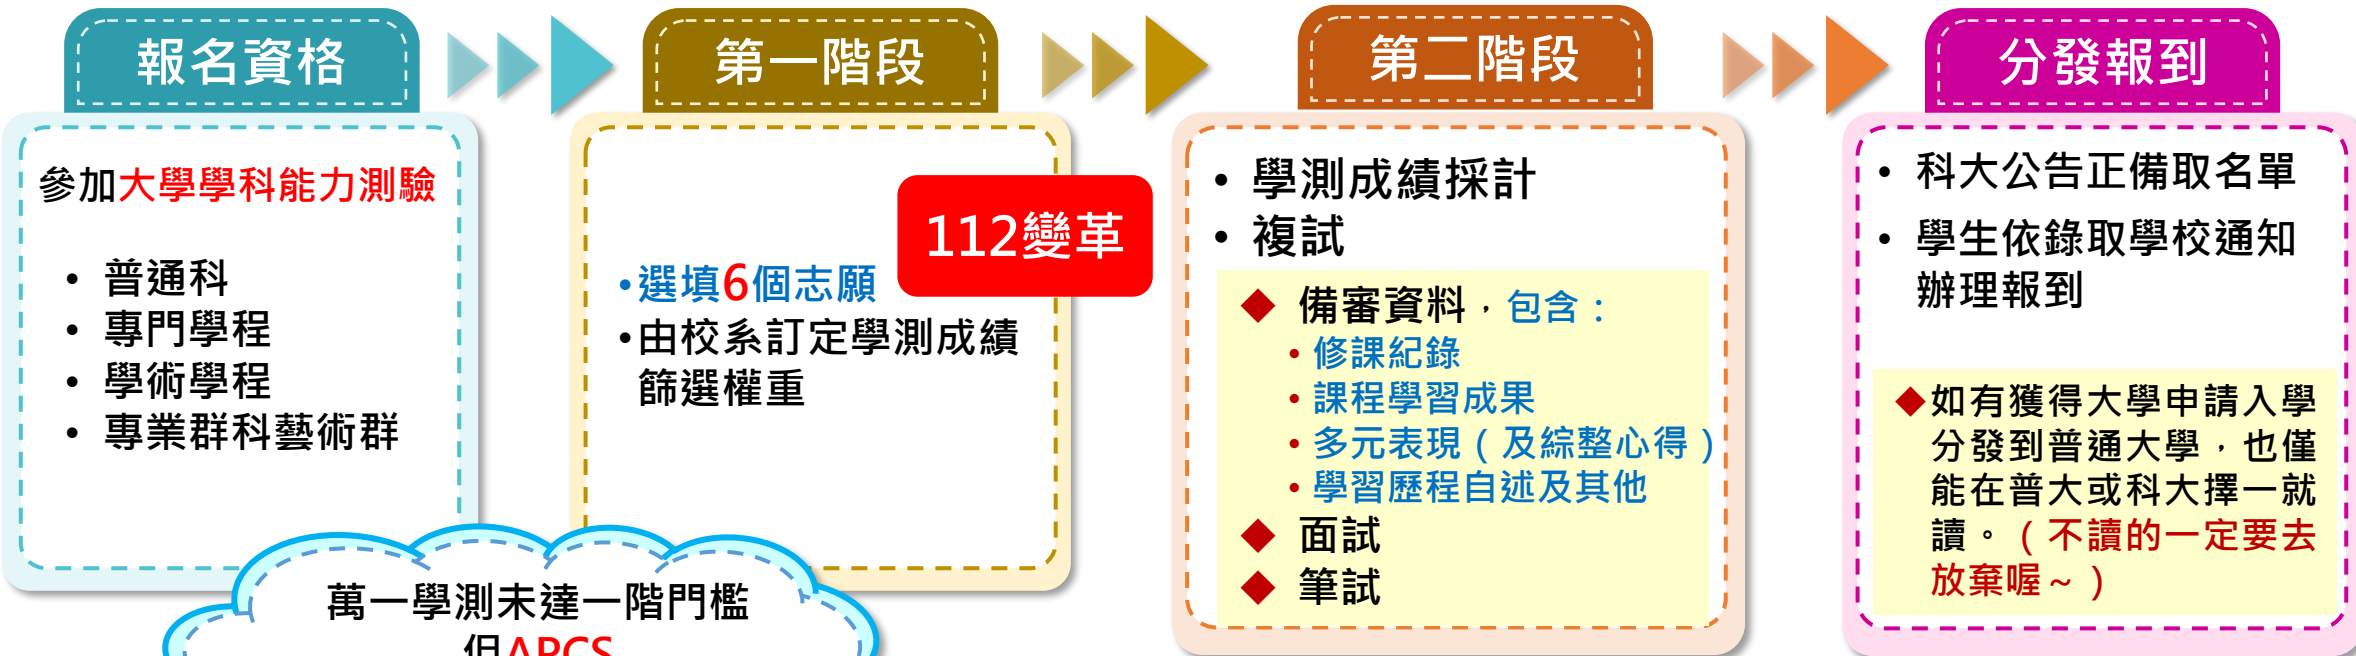 報名資格
參加大學學科能力測驗
• 普通科
• 專門學程
• 學術學程
• 專業群科藝術群
第一階段
112變革
•選填6個志願
•由校系訂定學測成績
篩選權重
萬一學測未達一階門檻
但APCS
第二階段
• 學測成績採計
• 複試
◆ 備審資料，包含：
• 修課紀錄
• 課程學習成果
• 多元表現（及綜整心得）
• 學習歷程自述及其他
◆ 面試
◆ 筆試
分發報到
• 科大公告正備取名單
• 學生依錄取學校通知
辦理報到
◆如有獲得大學申請入學
分發到普通大學，也僅
能在普大或科大擇一就
讀。（不讀的一定要去
放棄喔～）